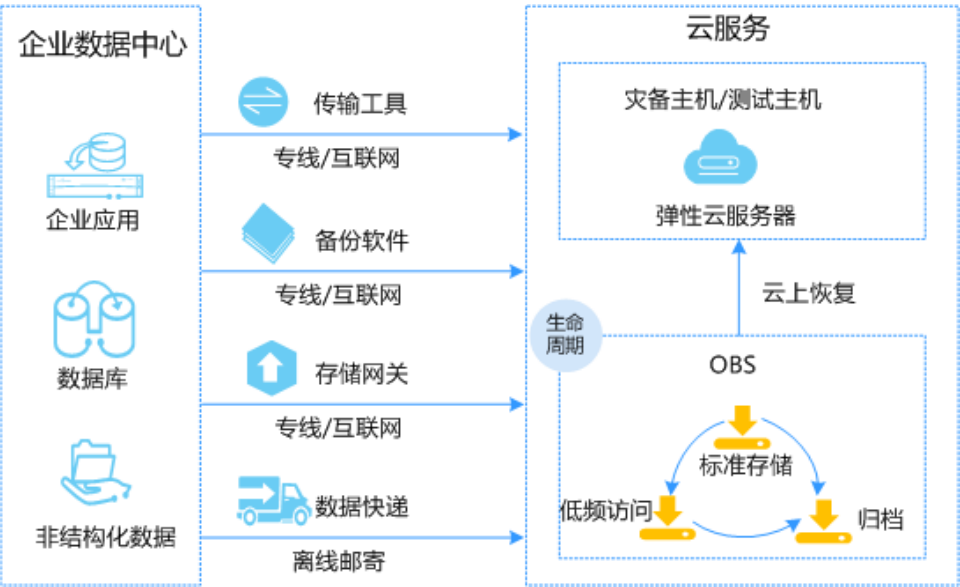 企业数据中心
企业应用
数据库
非结构化数据
传输工具
专线/互联网
备份软件
专线/互联网
存储网关
专线/互联网
数据快递
离线邮寄
云服务
灾备主机/测试主机
弹性云服务器
云上恢复
生命
周期
OBS
标准存储
低频访问
归档